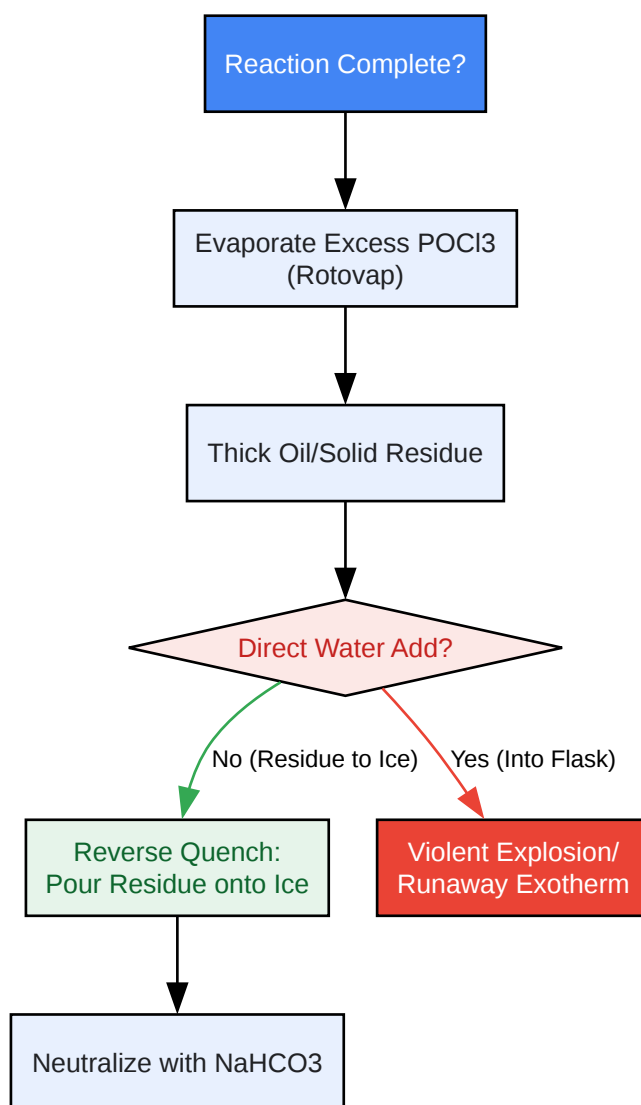 Reaction Complete?
Evaporate Excess POCl3
(Rotovap)
Thick Oil/Solid Residue
Direct Water Add?
No (Residue to Ice)
Yes (Into Flask)
Reverse Quench:
Pour Residue onto Ice
Violent Explosion/
Runaway Exotherm
Neutralize with NaHCO3